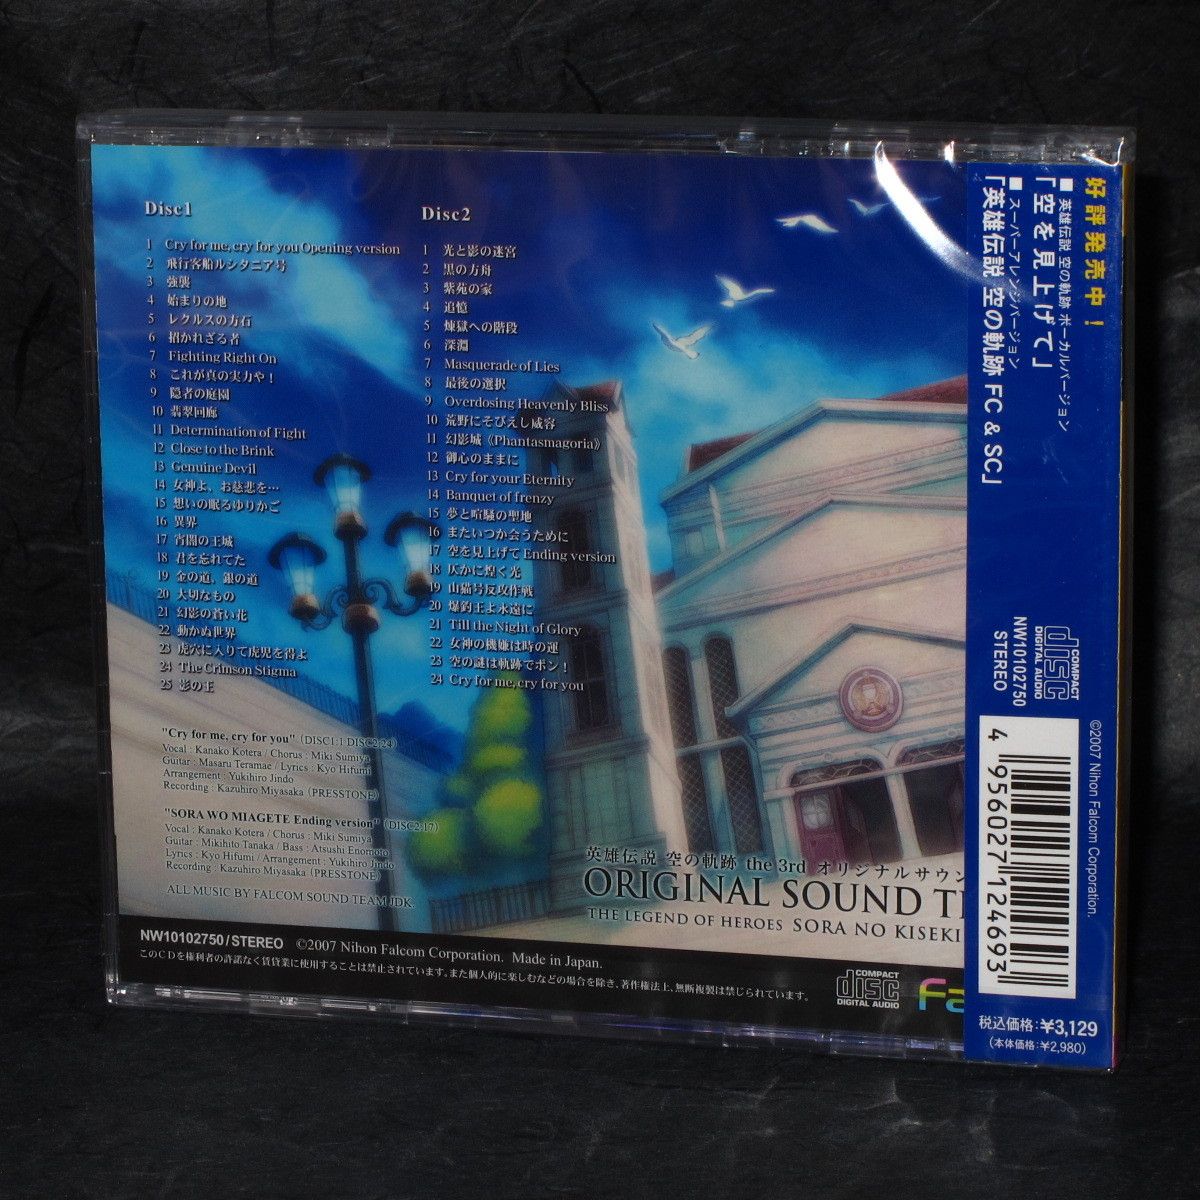 Disc1
1 Cry for me, cry for you Opening version
2 飛行客船ルシタニア号
3 強襲
4 始まりの地
5 レクルスの方石
6 招かれざる者
7 Fighting Right On
8 これが真の実力や！
9 隠者の庭園
10 翡翠回廊
11 Determination of Fight
12 Close to the Brink
13 Genuine Devil
14 女神よ、お慈悲を…
15 想いの眠るゆりかご
16 異界
17 宵闇の王城
18 君を忘れてた
19 金の道、銀の道
20 大切なもの
21 幻影の蒼い花
22 動かぬ世界
23 虎穴に入りて虎児を得よ
24 The Crimson Stigma
25 影の王
Disc2
1 光と影の迷宮
2 黒の方舟
3 紫苑の家
4 追憶
5 煉獄への階段
6 深淵
7 Masquerade of Lies
8 最後の選択
9 Overdosing Heavenly Bliss
10 荒野にそびえし威容
11 幻影城《Phantasmagoria》
12 御心のままに
13 Cry for your Eternity
14 Banquet of frenzy
15 夢と喧騒の聖地
16 またいつか会うために
17 空を見上げて Ending version
18 仄かに煌く光
19 山猫号反攻作戦
20 爆釣王よ永遠に
21 Till the Night of Glory
22 女神の機嫌は時の運
23 空の謎は軌跡でポン！
24 Cry for me, cry for you
"Cry for me, cry for you" (DISC1:1 DISC2:24)
Vocal : Kanako Kotera / Chorus : Miki Sumiya
Guitar : Masaru Teramae / Lyrics : Kyo Hifumi
Arrangement : Yukihiro Jindo
Recording : Kazuhiro Miyasaka (PRESSTONE)
"SORA WO MIAGETE Ending version" (DISC2:17)
Vocal : Kanako Kotera / Chorus : Miki Sumiya
Guitar : Mikihito Tanaka / Bass : Atsushi Enomoto
Lyrics : Kyo Hifumi / Arrangement : Yukihiro Jindo
Recording : Kazuhiro Miyasaka (PRESSTONE)
ALL MUSIC BY FALCOM SOUND TEAM JDK.
英雄伝説 空の軌跡 the 3rd オリジナルサウン
ORIGINAL SOUND T
THE LEGEND OF HEROES SORA NO KISEKI
NW10102750/STEREO ©2007 Nihon Falcom Corporation. Made in Japan.
このCDを権利者の許諾なく賃貸業に使用することは禁止されています。また個人的に楽しむなどの場合を除き、著作権法上、無断複製は禁じられています。
COMPACT
disc
DIGITAL AUDIO
Fa
好評発売中！
■ 英雄伝説 空の軌跡 ボーカルバージョン
「空を見上げて」
■ スーパーアレンジバージョン
「英雄伝説 空の軌跡 FC & SC」
COMPACT
disc
DIGITAL AUDIO
NW10102750
STEREO
©2007 Nihon Falcom Corporation.
4 956027 124693
税込価格：¥3,129
（本体価格：¥2,980）